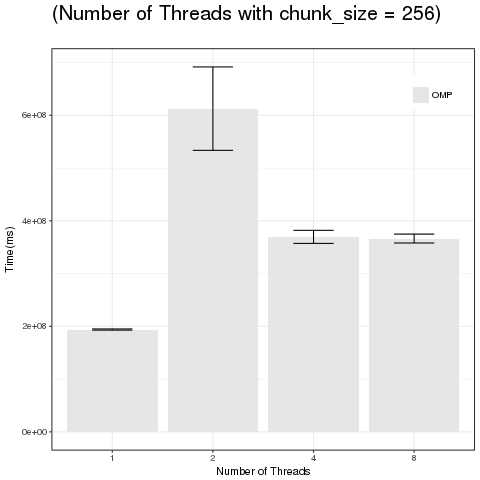 (Number of Threads with chunk_size = 256)
OMP
6e+08
4e+08
2e+08
0e+00
Time(ms)
1 2 4 8
Number of Threads